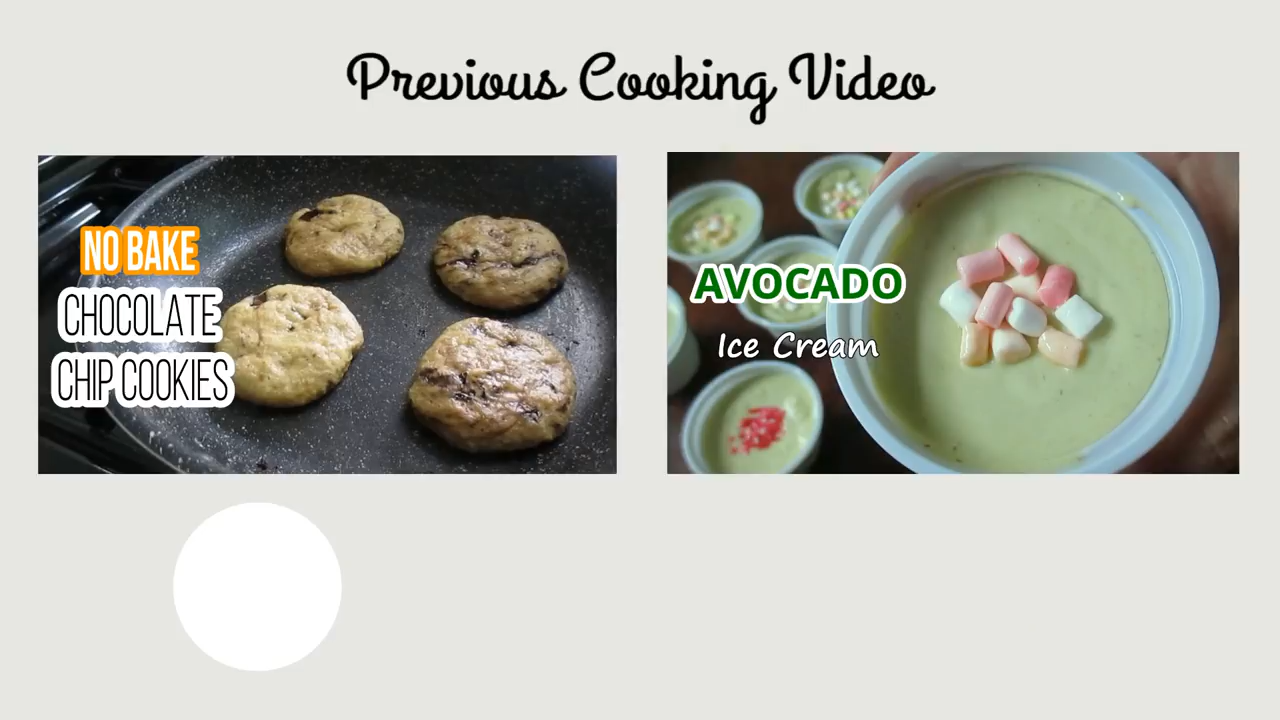 Previous Cooking Video
NO BAKE
CHOCOLATE
CHIP COOKIES
AVOCADO
Ice Cream